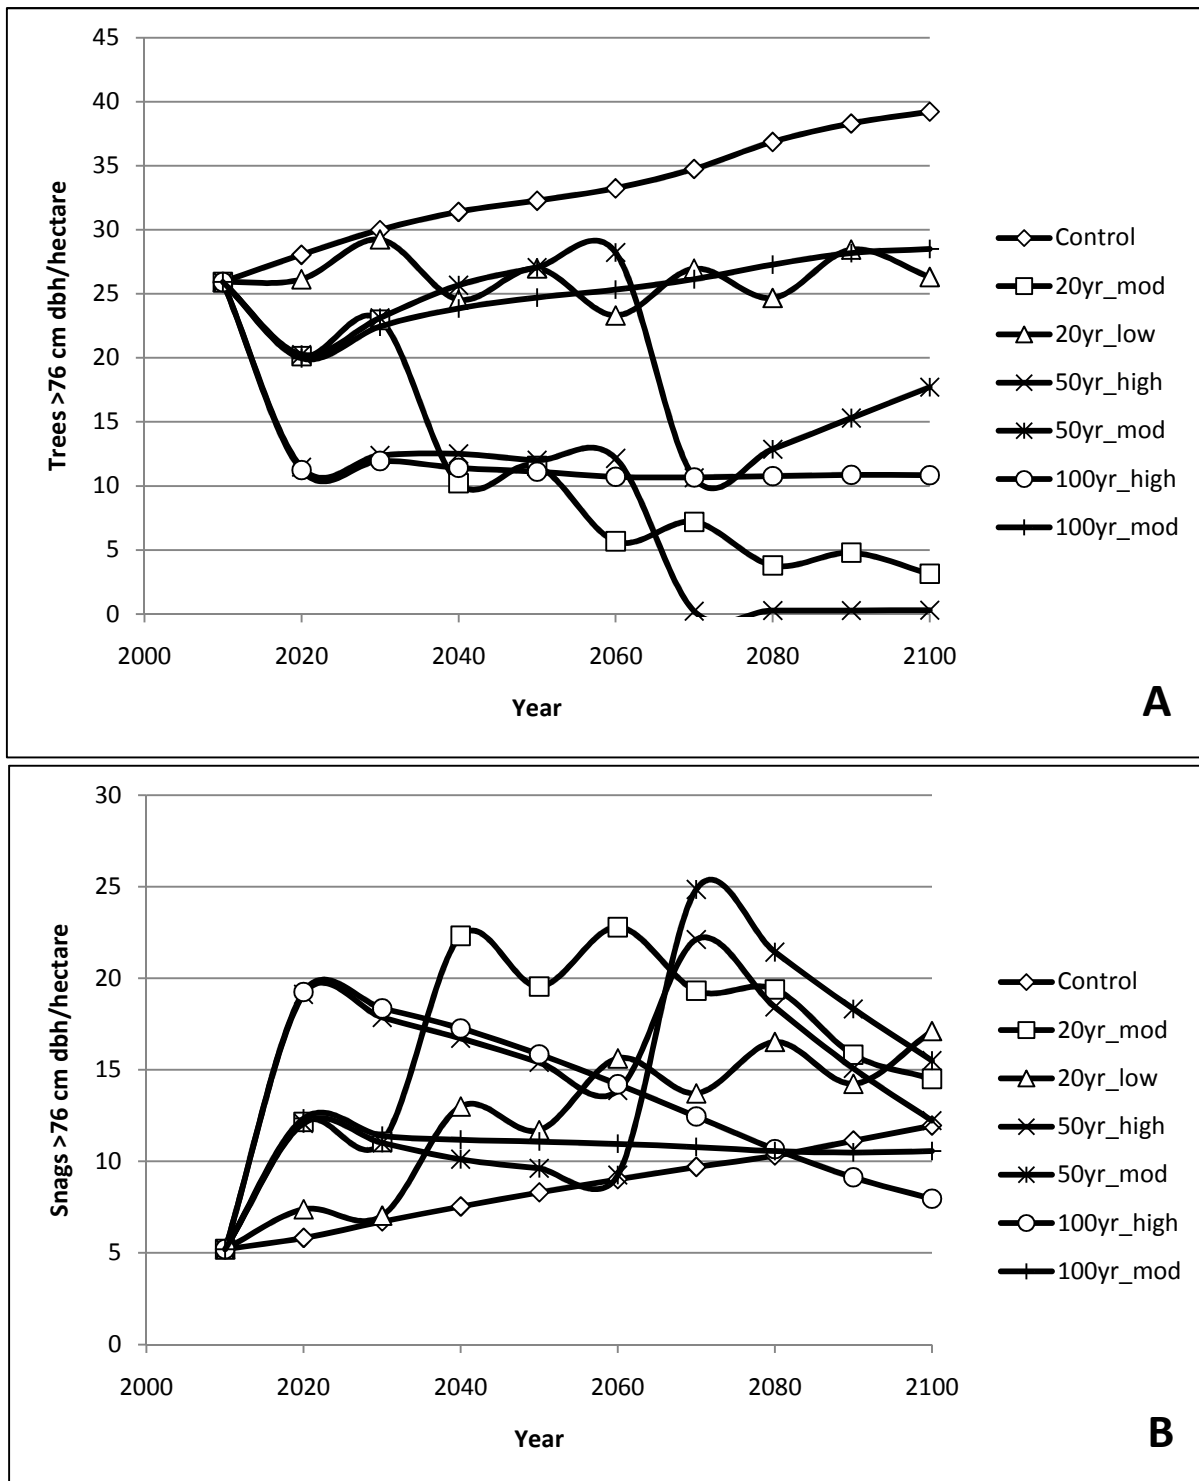 45
40
35
30
25
20
15
10
5
0
Trees >76 cm dbh/hectare
2000 2020 2040 2060 2080 2100
Year
Control
20yr_mod
20yr_low
50yr_high
50yr_mod
100yr_high
100yr_mod
A
30
25
20
15
10
5
0
Snags >76 cm dbh/hectare
2000 2020 2040 2060 2080 2100
Year
Control
20yr_mod
20yr_low
50yr_high
50yr_mod
100yr_high
100yr_mod
B